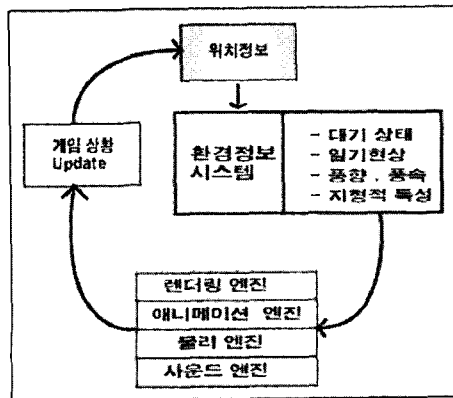 위치정보
게임 상황
Update
환경정보
시스템
- 대기 상태
- 일기현상
- 풍향 . 풍속
- 지형적 특성
렌더링 엔진
애니메이션 엔진
물리 엔진
사운드 엔진